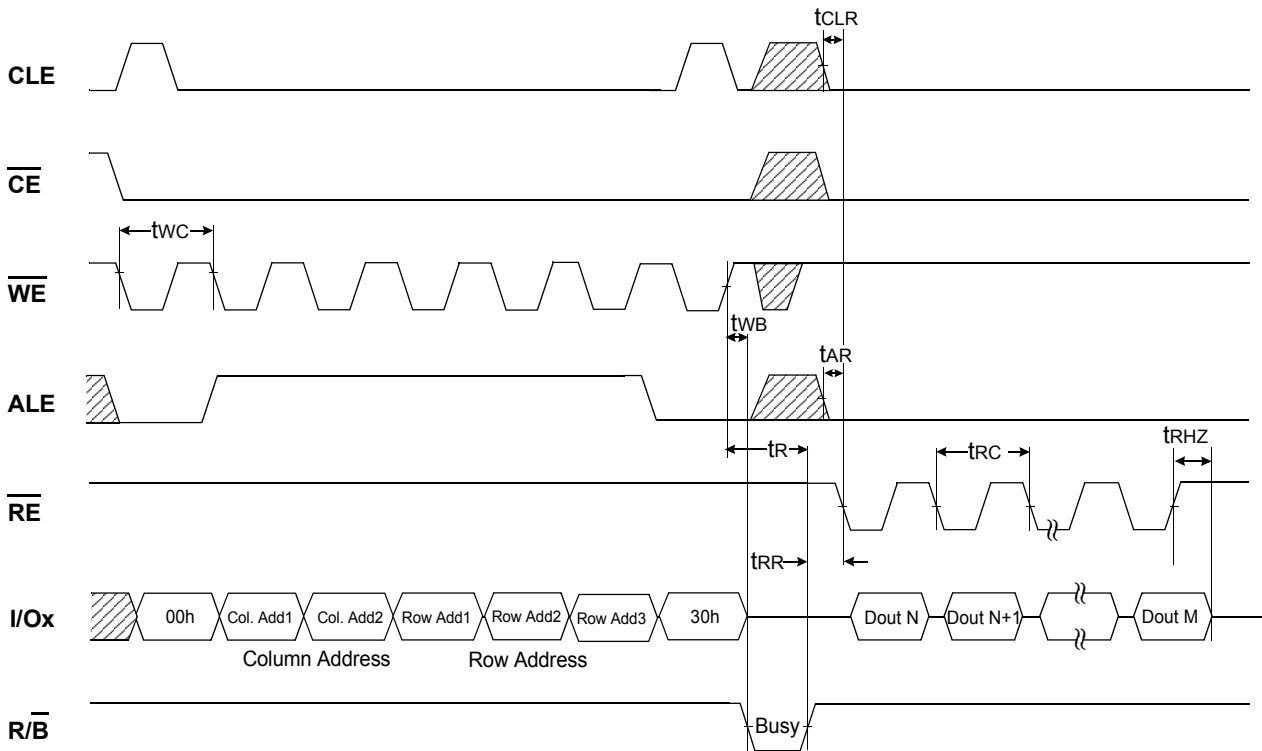 tCLR
CLE
CE
tWC
WE
tWB
tAR
ALE
tRHZ
tR
tRC
RE
tRR
I/Ox
00h
Col. Add1
Col. Add2
Row Add1
Row Add2
Row Add3
30h
Dout N
Dout N+1
Dout M
Column Address
Row Address
R/B
Busy